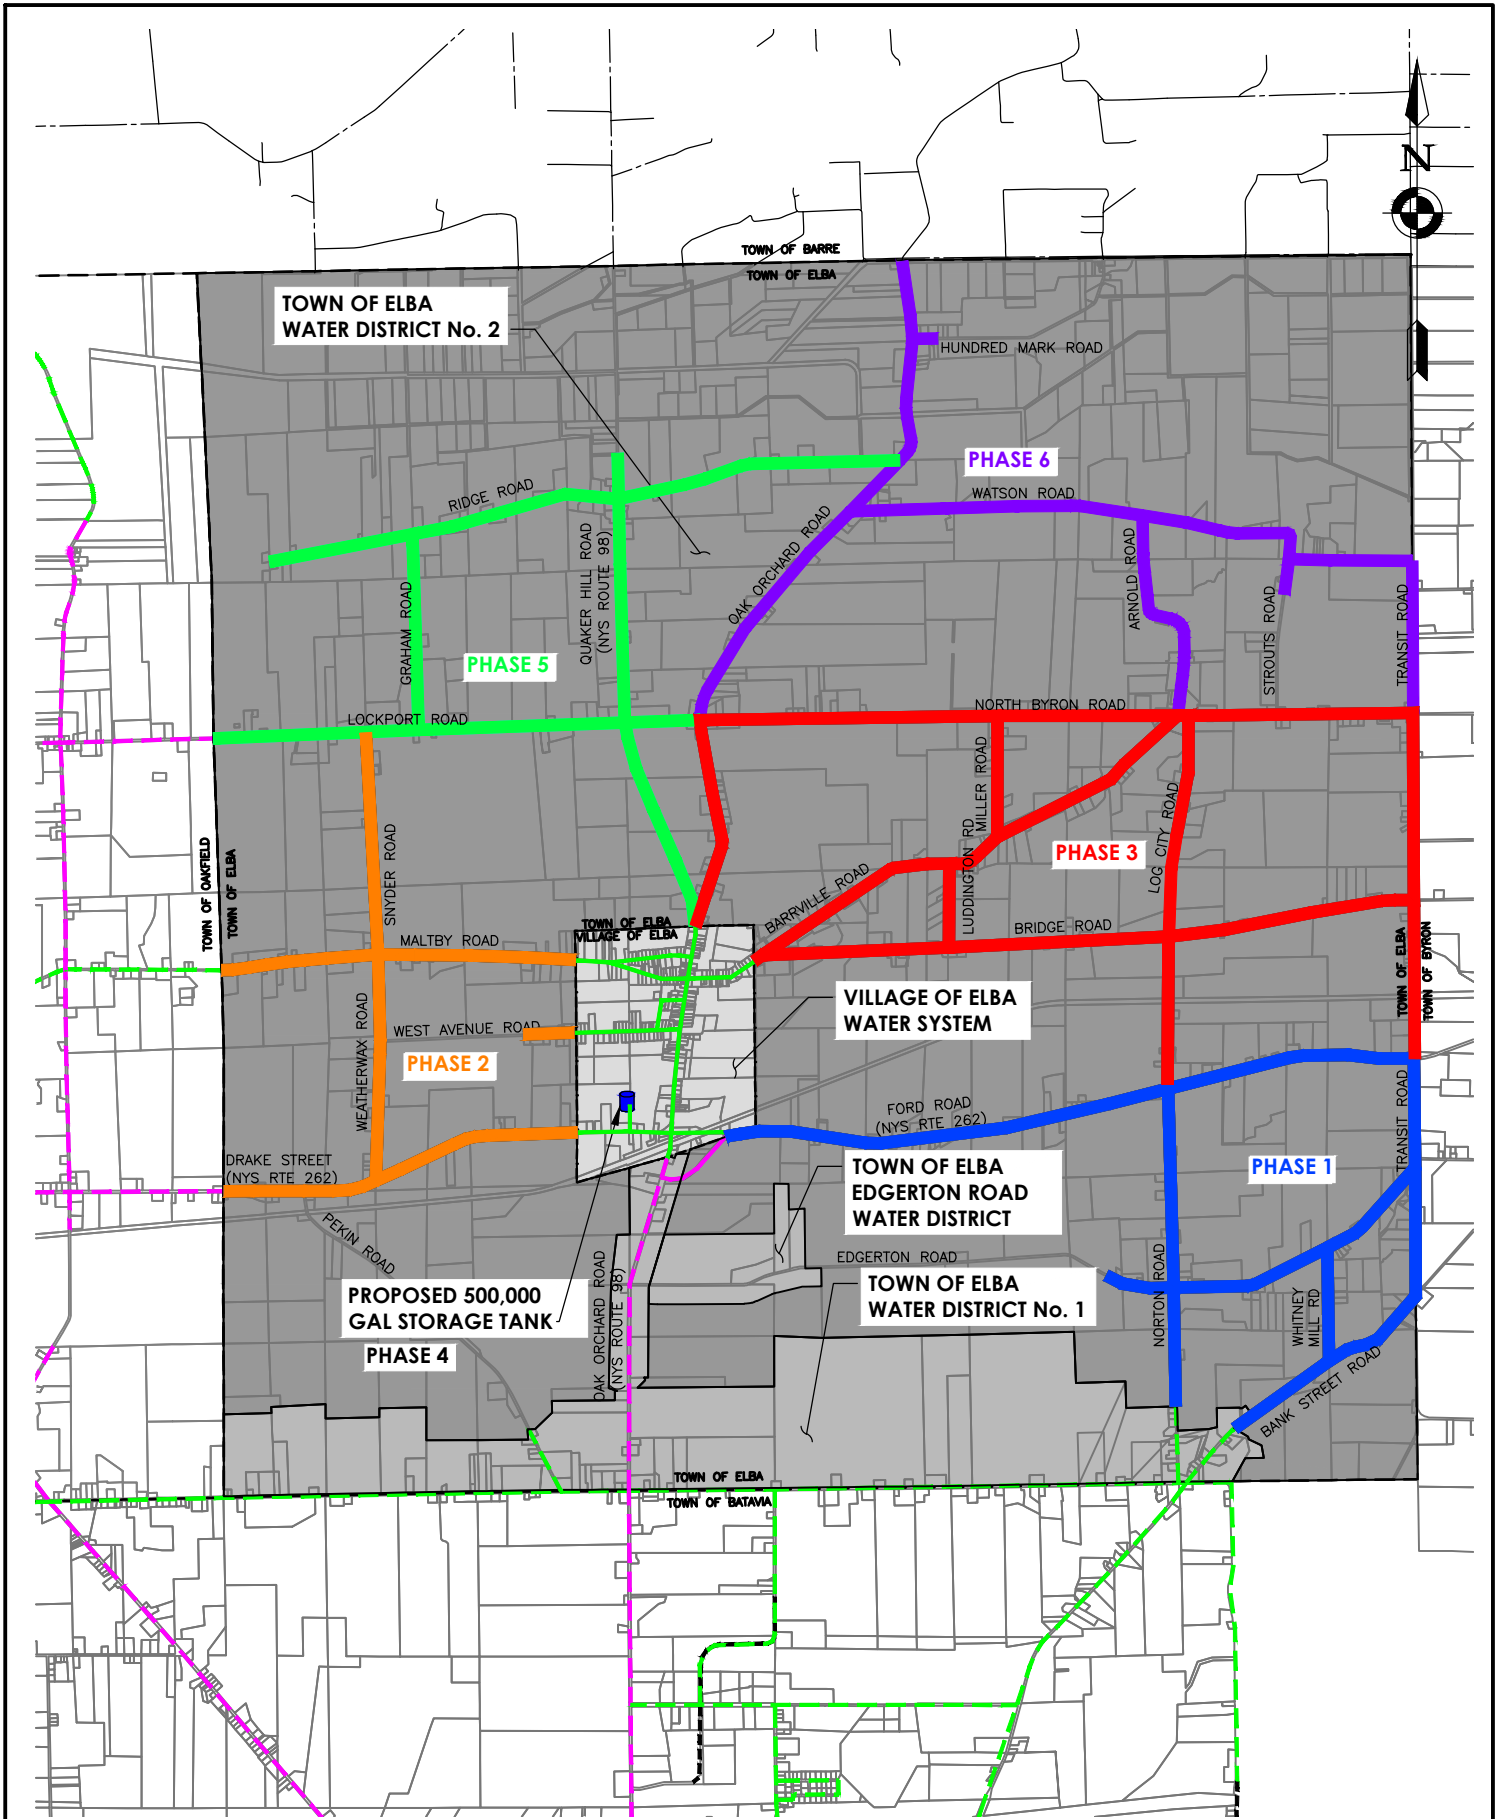 N
TOWN OF BARRE
TOWN OF ELBA
TOWN OF ELBA
WATER DISTRICT No. 2
HUNDRED MARK ROAD
PHASE 6
WATSON ROAD
RIDGE ROAD
QUAKER HILL ROAD
(NYS ROUTE 98)
OAK ORCHARD ROAD
ARNOLD ROAD
STROUTS ROAD
TRANSIT ROAD
GRAHAM ROAD
PHASE 5
LOCKPORT ROAD
NORTH BYRON ROAD
MILLER ROAD
LOG CITY ROAD
SNYDER ROAD
TOWN OF OAKFIELD
TOWN OF ELBA
PHASE 3
LUDDINGTON RD
BARRVILLE ROAD
BRIDGE ROAD
TOWN OF ELBA
VILLAGE OF ELBA
MALTBY ROAD
TOWN OF ELBA
TOWN OF BYRON
VILLAGE OF ELBA
WATER SYSTEM
WEST AVENUE ROAD
WEATHERWAX ROAD
PHASE 2
FORD ROAD
(NYS RTE 262)
TRANSIT ROAD
DRAKE STREET
(NYS RTE 262)
PHASE 1
TOWN OF ELBA
EDGERTON ROAD
WATER DISTRICT
PEKIN ROAD
EDGERTON ROAD
NORTON ROAD
OAK ORCHARD ROAD
(NYS ROUTE 98)
TOWN OF ELBA
WATER DISTRICT No. 1
PROPOSED 500,000
GAL STORAGE TANK
WHITNEY
MILL RD
PHASE 4
BANK STREET ROAD
TOWN OF ELBA
TOWN OF BATAVIA